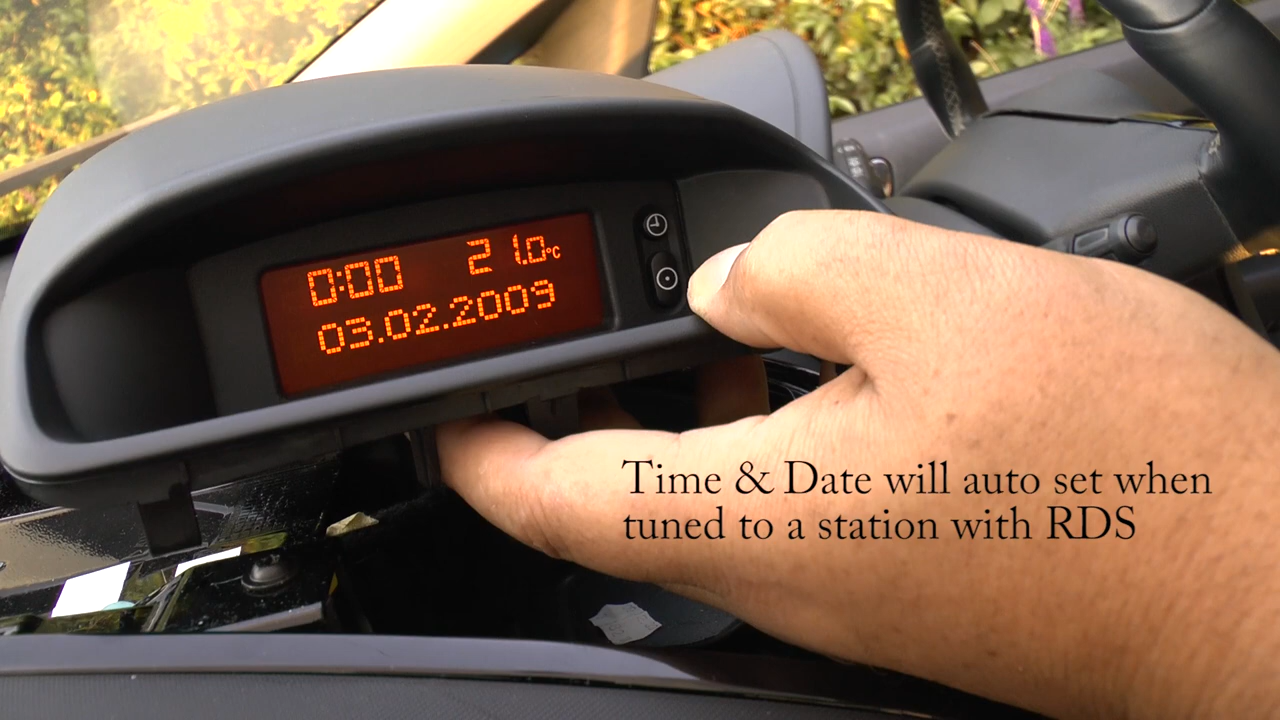 0:00 21.0°C
03.02.2009
Time & Date will auto set when
tuned to a station with RDS